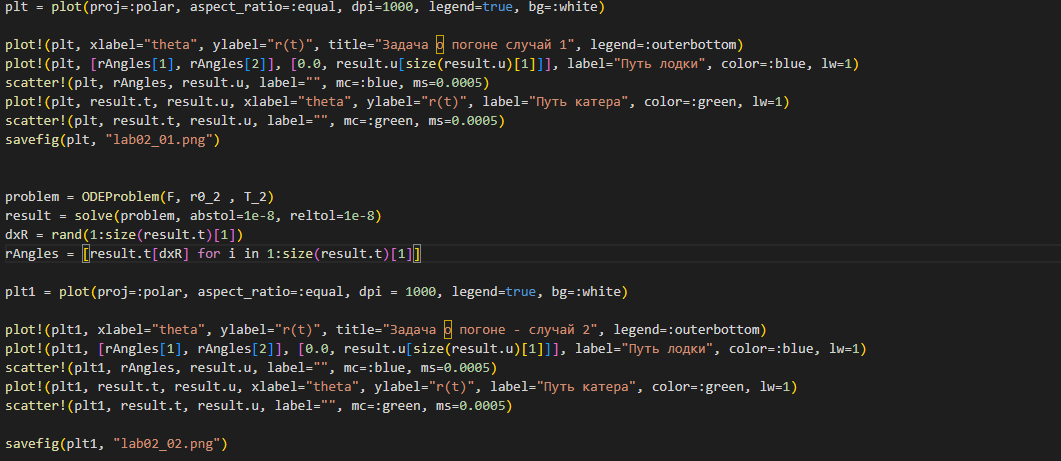 plt = plot(proj=:polar, aspect_ratio=:equal, dpi=1000, legend=true, bg=:white)
plot!(plt, xlabel="theta", ylabel="r(t)", title="Задача о погоне случай 1", legend=:outerbottom)
plot!(plt, [rAngles[1], rAngles[2]], [0.0, result.u[size(result.u)[1]]], label="Путь лодки", color=:blue, lw=1)
scatter!(plt, rAngles, result.u, label="", mc=:blue, ms=0.0005)
plot!(plt, result.t, result.u, xlabel="theta", ylabel="r(t)", label="Путь катера", color=:green, lw=1)
scatter!(plt, result.t, result.u, label="", mc=:green, ms=0.0005)
savefig(plt, "lab02_01.png")
problem = ODEProblem(F, r0_2 , T_2)
result = solve(problem, abstol=1e-8, reltol=1e-8)
dxR = rand(1:size(result.t)[1])
rAngles = [result.t[dxR] for i in 1:size(result.t)[1]]
plt1 = plot(proj=:polar, aspect_ratio=:equal, dpi = 1000, legend=true, bg=:white)
plot!(plt1, xlabel="theta", ylabel="r(t)", title="Задача о погоне - случай 2", legend=:outerbottom)
plot!(plt1, [rAngles[1], rAngles[2]], [0.0, result.u[size(result.u)[1]]], label="Путь лодки", color=:blue, lw=1)
scatter!(plt1, rAngles, result.u, label="", mc=:blue, ms=0.0005)
plot!(plt1, result.t, result.u, xlabel="theta", ylabel="r(t)", label="Путь катера", color=:green, lw=1)
scatter!(plt1, result.t, result.u, label="", mc=:green, ms=0.0005)
savefig(plt1, "lab02_02.png")